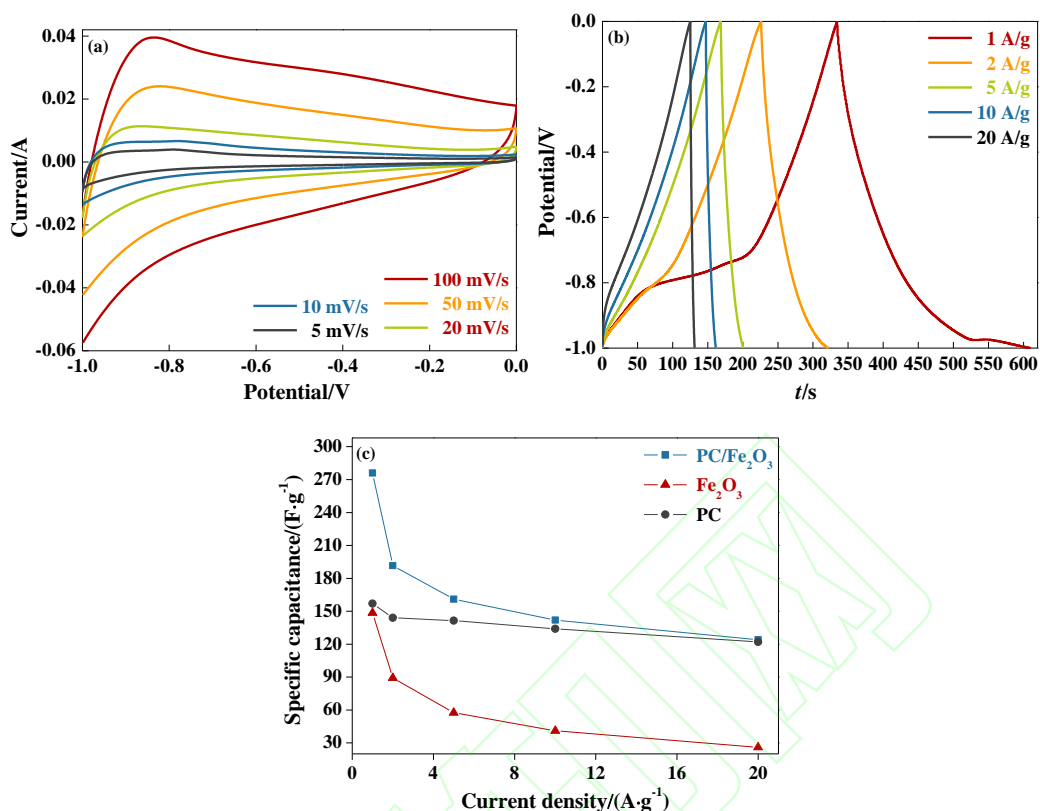 (a)
0.04
0.02
0.00
-0.02
-0.04
-0.06
Current/A
-1.0 -0.8 -0.6 -0.4 -0.2 0.0
Potential/V
100 mV/s
10 mV/s 50 mV/s
5 mV/s 20 mV/s
(b)
0.0
-0.2
-0.4
-0.6
-0.8
-1.0
Potential/V
0 50 100 150 200 250 300 350 400 450 500 550 600
t/s
1 A/g
2 A/g
5 A/g
10 A/g
20 A/g
(c)
300
270
240
210
180
150
120
90
60
30
Specific capacitance/(F·g⁻¹)
0 4 8 12 16 20
Current density/(A·g⁻¹)
PC/Fe₂O₃
Fe₂O₃
PC